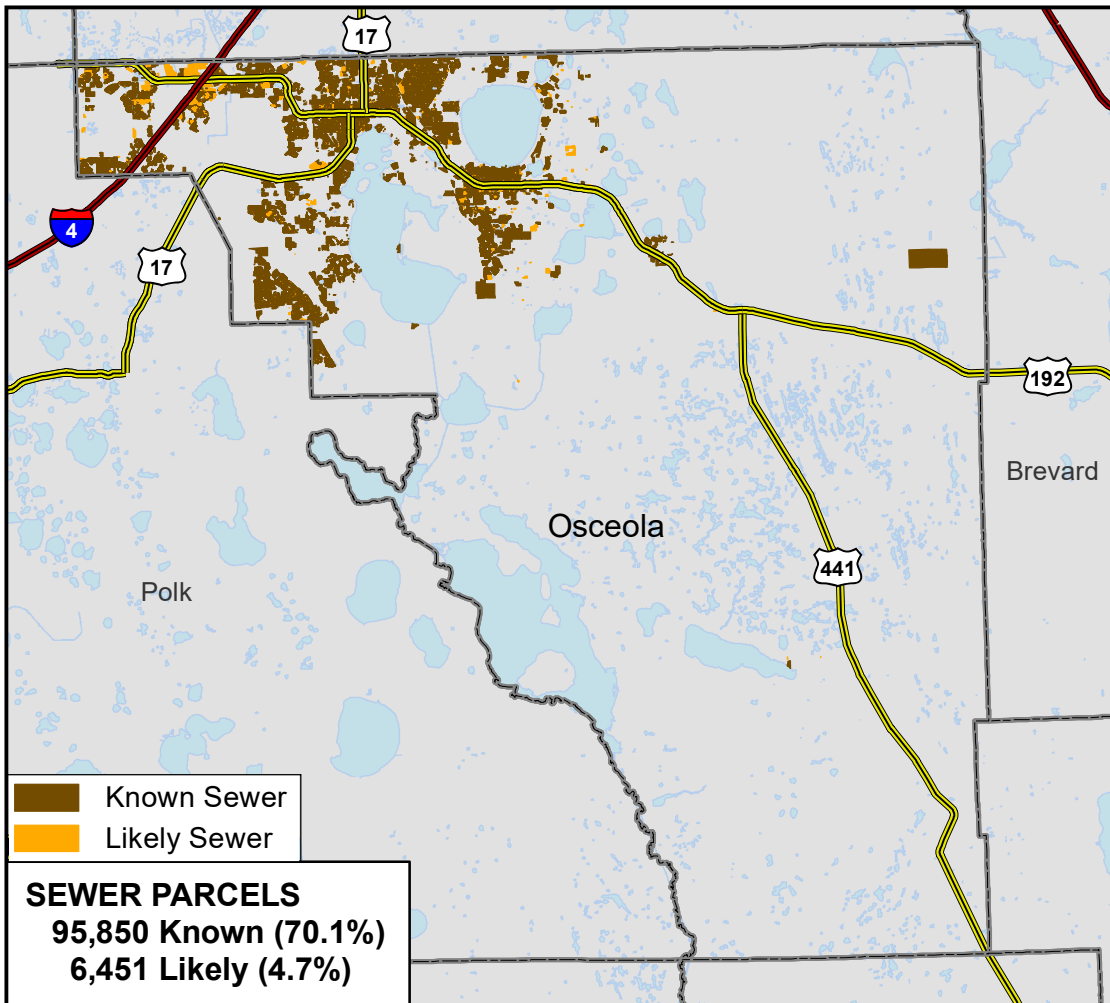 17
4
17
192
Brevard
Osceola
441
Polk
Known Sewer
Likely Sewer
SEWER PARCELS
95,850 Known (70.1%)
6,451 Likely (4.7%)